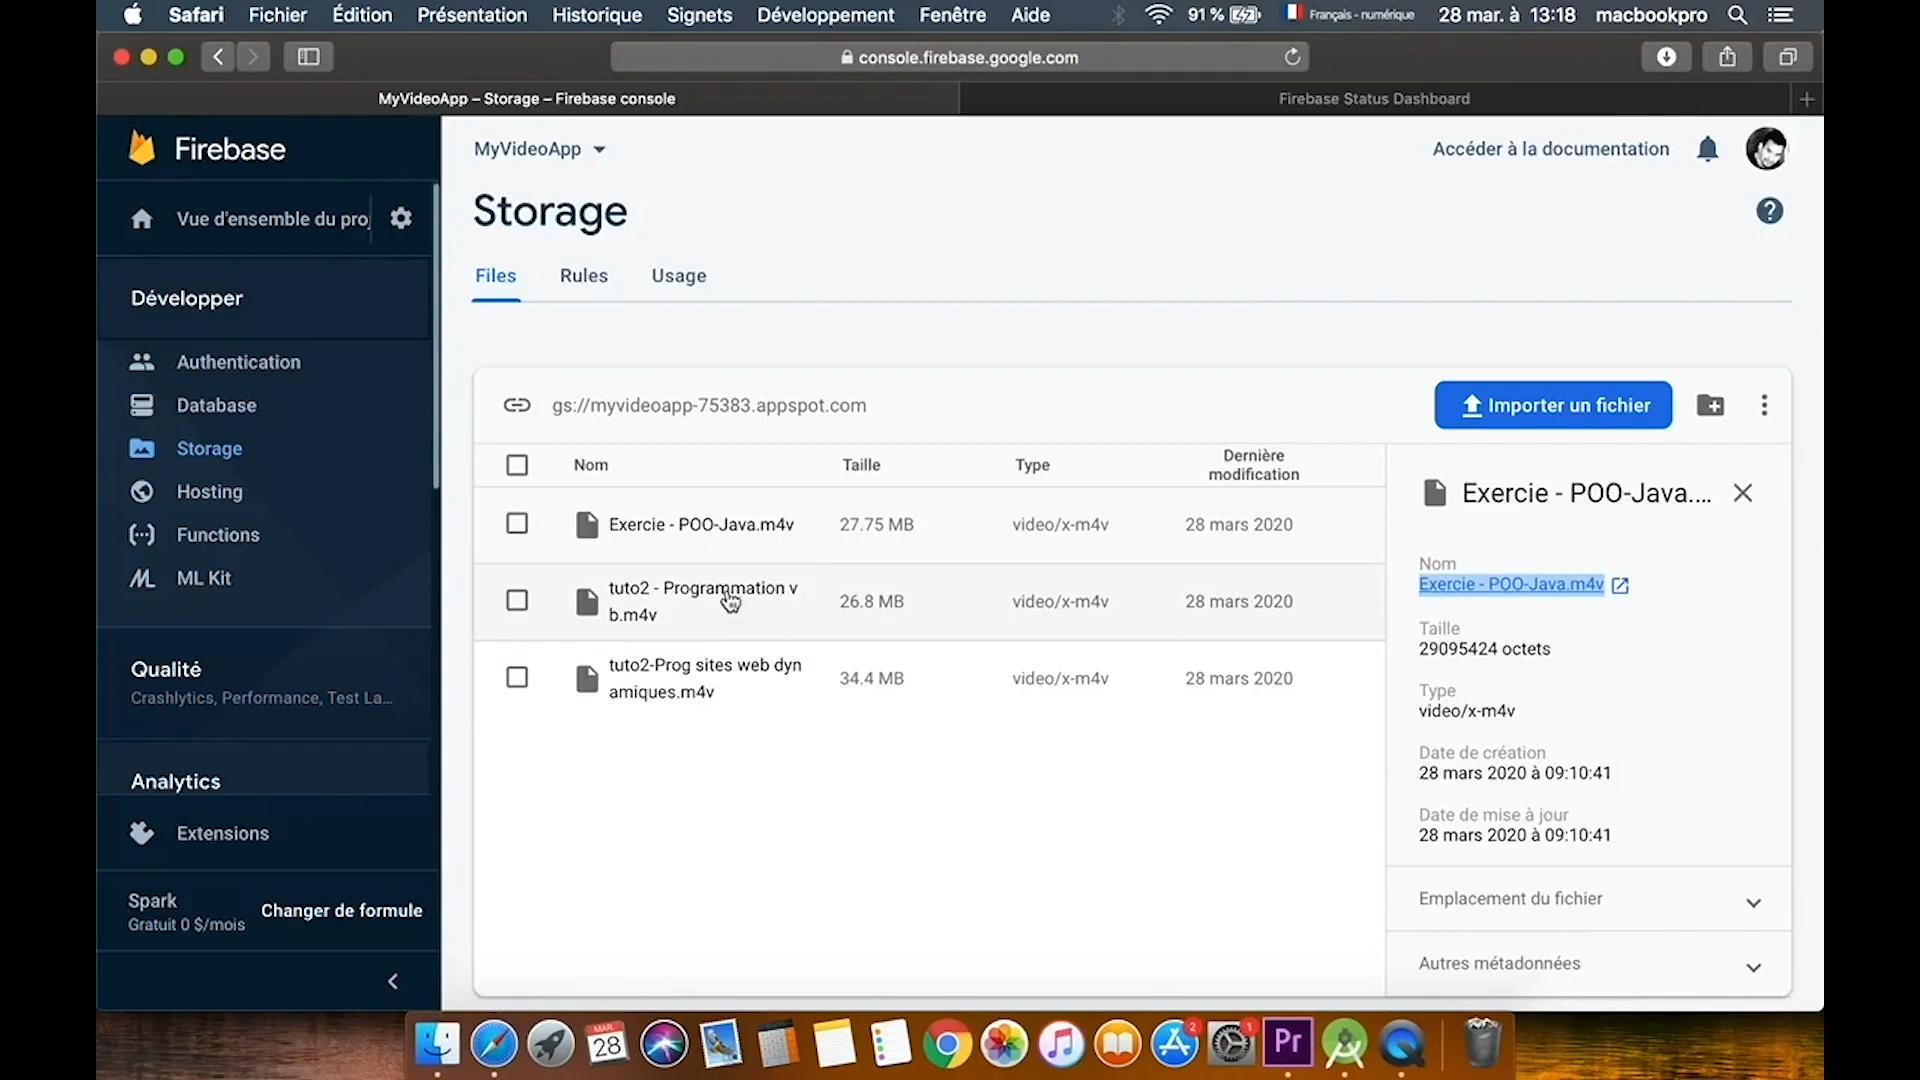 Safari Fichier Édition Présentation Historique Signets Développement Fenêtre Aide 91 % Français - numérique 28 mar. à 13:18 macbookpro
console.firebase.google.com
MyVideoApp – Storage – Firebase console
Firebase Status Dashboard
Firebase
Vue d'ensemble du proj
Développer
Authentication
Database
Storage
Hosting
Functions
ML Kit
Qualité
Crashlytics, Performance, Test La...
Analytics
Extensions
Spark
Gratuit 0 $/mois
Changer de formule
MyVideoApp
Accéder à la documentation
Storage
Files Rules Usage
gs://myvideoapp-75383.appspot.com
Importer un fichier
Nom Taille Type Dernière
modification
Exercie - POO-Java.m4v 27.75 MB video/x-m4v 28 mars 2020
tuto2 - Programmation v
b.m4v
26.8 MB video/x-m4v 28 mars 2020
tuto2-Prog sites web dyn
amiques.m4v
34.4 MB video/x-m4v 28 mars 2020
Exercie - POO-Java....
Nom
Exercie - POO-Java.m4v
Taille
29095424 octets
Type
video/x-m4v
Date de création
28 mars 2020 à 09:10:41
Date de mise à jour
28 mars 2020 à 09:10:41
Emplacement du fichier
Autres métadonnées
MAR.
28
2
1
Pr